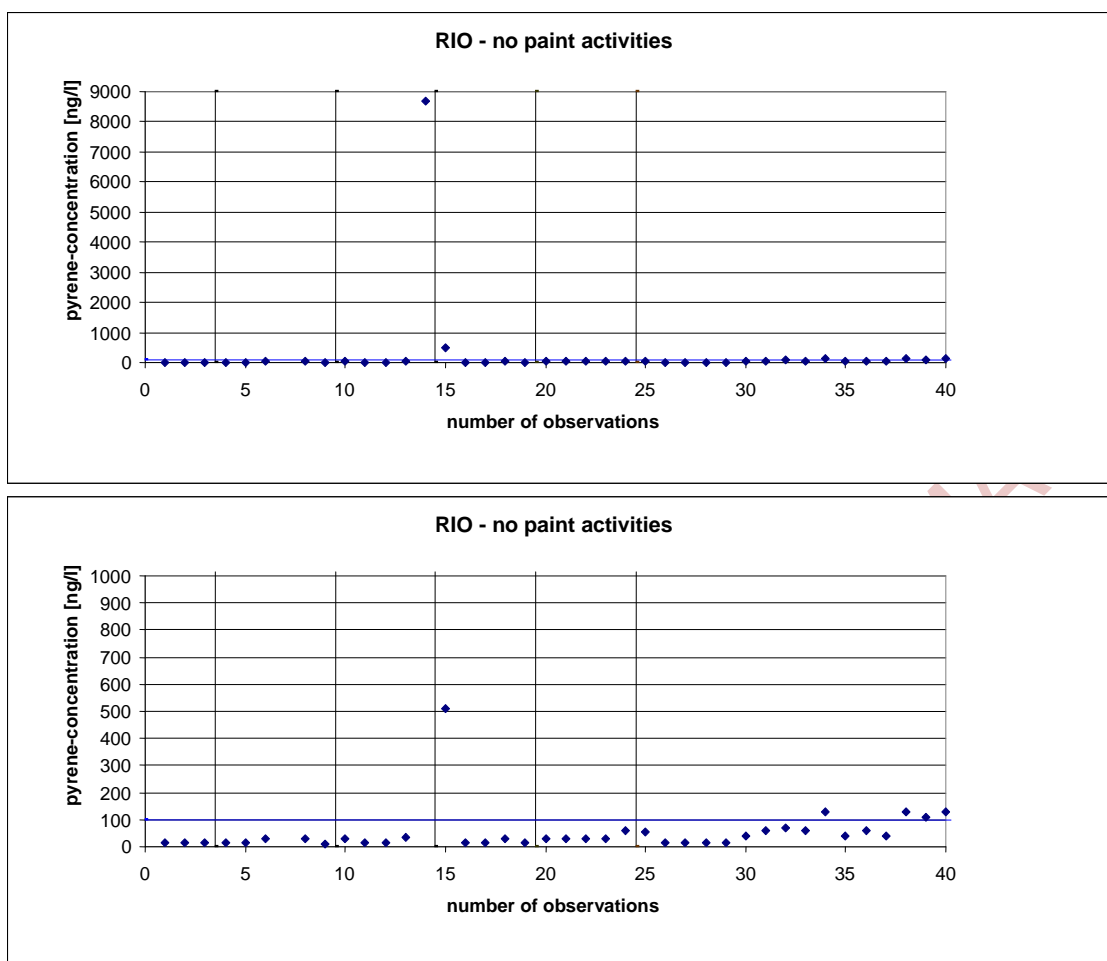 RIO - no paint activities
pyrene-concentration [ng/l]
9000
8000
7000
6000
5000
4000
3000
2000
1000
0
0 5 10 15 20 25 30 35 40
number of observations
RIO - no paint activities
pyrene-concentration [ng/l]
1000
900
800
700
600
500
400
300
200
100
0
0 5 10 15 20 25 30 35 40
number of observations